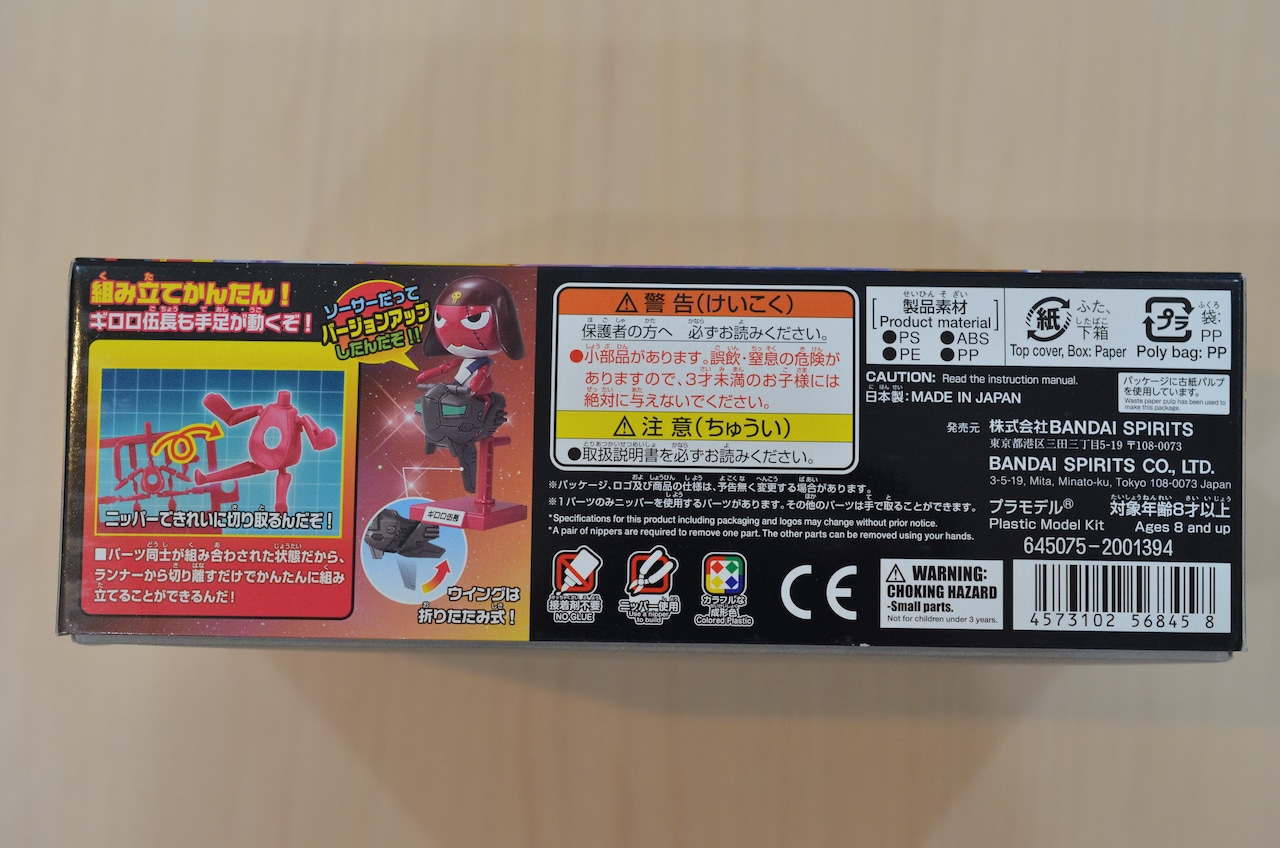 組み立てかんたん！
ギロロ伍長も手足が動くぞ！
ソーサーだって
バージョンアップ
したんだぞ!!
ニッパーできれいに切り取るんだぞ！
■パーツ同士が組み合わされた状態だから、
ランナーから切り離すだけでかんたんに組み
立てることができるんだ！
ギロロ伍長
ウイングは
折りたたみ式！
警告(けいこく)
保護者の方へ 必ずお読みください。
●小部品があります。誤飲・窒息の危険が
ありますので、3才未満のお子様には
絶対に与えないでください。
注意(ちゅうい)
●取扱説明書を必ずお読みください。
※パッケージ、ロゴ及び商品の仕様は、予告無く変更する場合があります。
※1パーツのみニッパーを使用するパーツがあります。その他のパーツは手で取ることができます。
*Specifications for this product including packaging and logos may change without prior notice.
*A pair of nippers are required to remove one part. The other parts can be removed using your hands.
接着剤不要
NO GLUE
ニッパー使用
Use a nipper
to build
カラフルな
成形色
Colored Plastic
CE
製品素材
[Product material]
●PS ●ABS
●PE ●PP
紙
ふた、
下箱
Top cover, Box: Paper
プラ
袋:
PP
Poly bag: PP
CAUTION: Read the instruction manual.
日本製:MADE IN JAPAN
パッケージに古紙パルプ
を使用しています。
Waste paper pulp has been used to
make this package.
発売元 株式会社BANDAI SPIRITS
東京都港区三田三丁目5-19 〒108-0073
BANDAI SPIRITS CO., LTD.
3-5-19, Mita, Minato-ku, Tokyo 108-0073 Japan
プラモデル® 対象年齢8才以上
Plastic Model Kit Ages 8 and up
645075-2001394
WARNING:
CHOKING HAZARD
-Small parts.
Not for children under 3 years.
4573102 56845 8